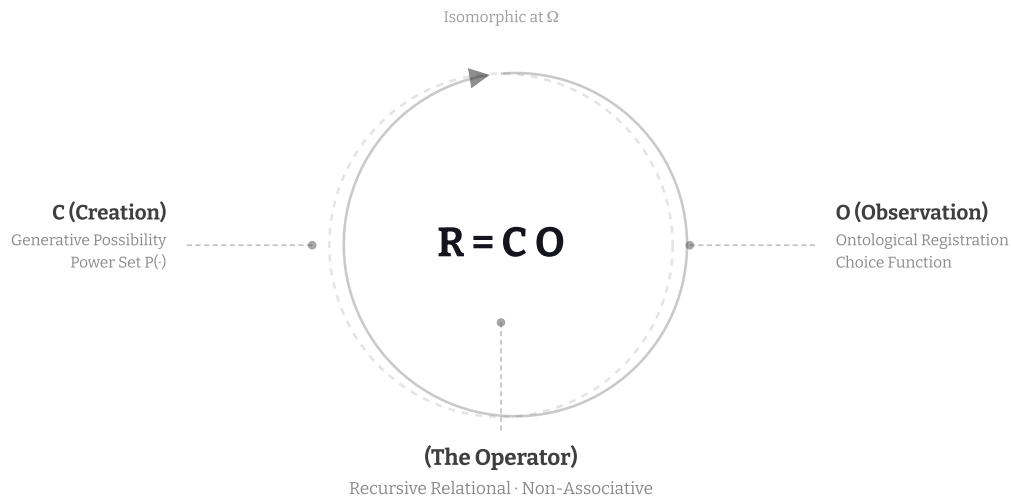 Isomorphic at Ω
C (Creation)
Generative Possibility
Power Set P(·)
R = C O
O (Observation)
Ontological Registration
Choice Function
(The Operator)
Recursive Relational · Non-Associative